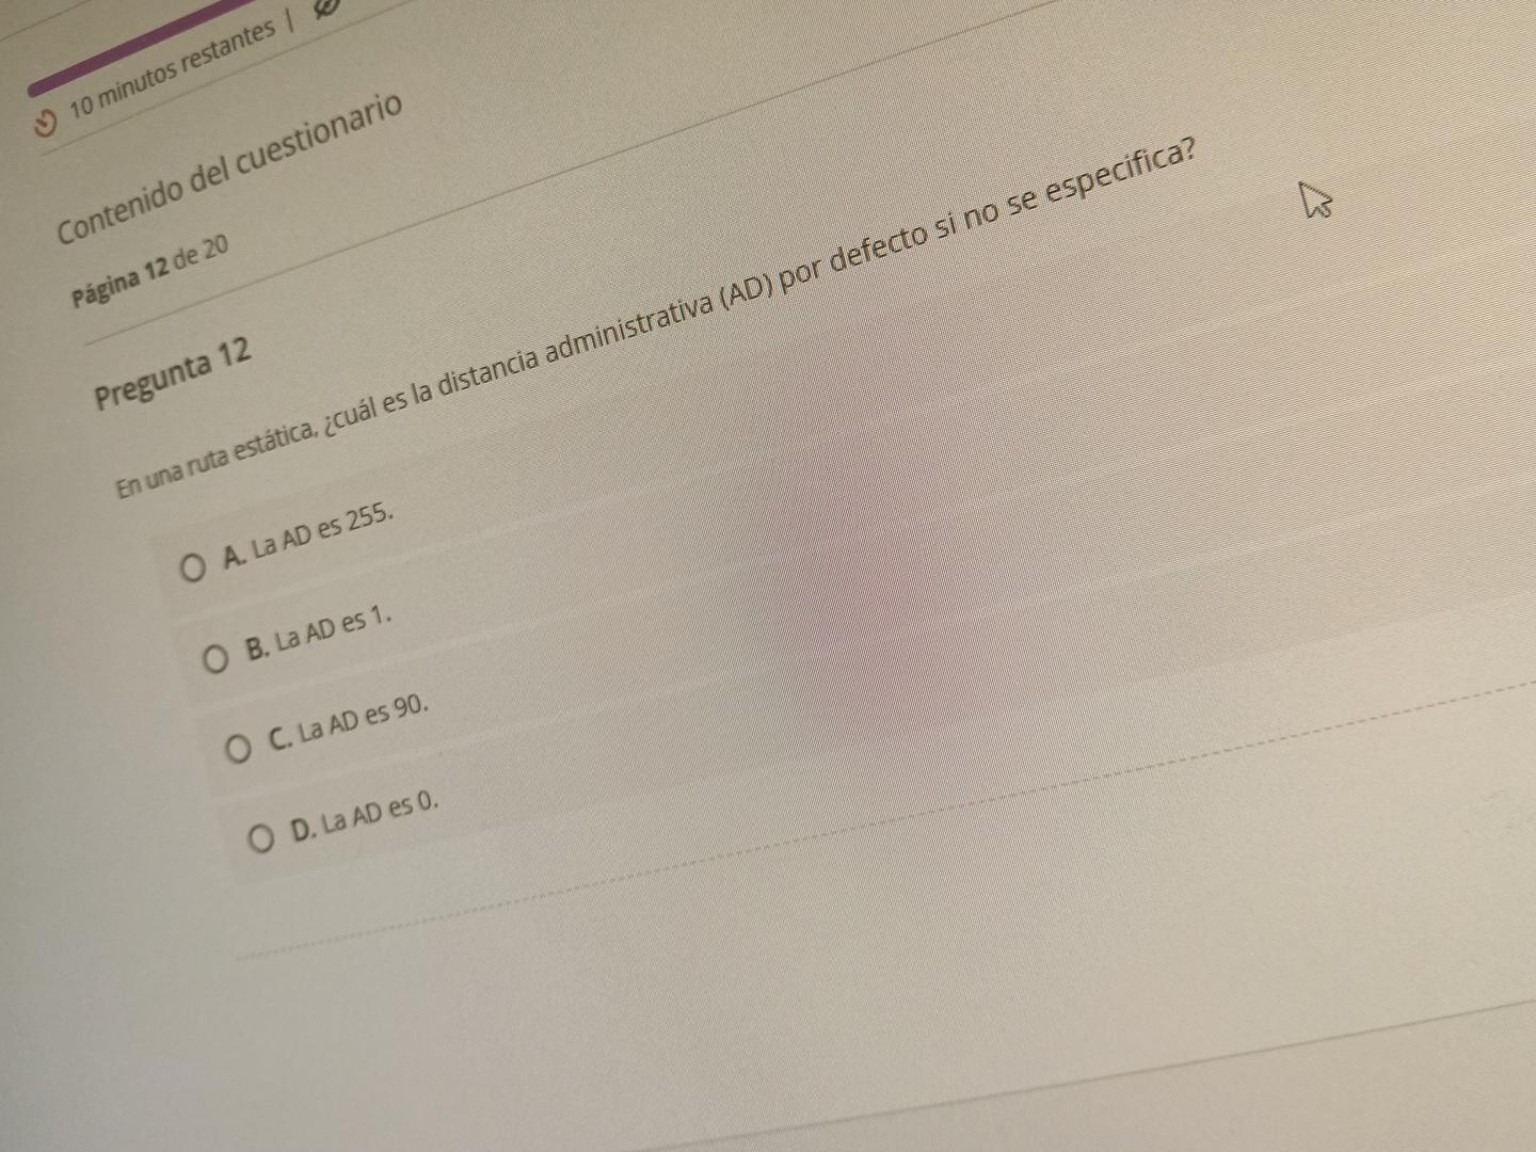 10 minutos restantes |
Contenido del cuestionario
Página 12 de 20
Pregunta 12
En una ruta estática, ¿cuál es la distancia administrativa (AD) por defecto si no se especifica?
A. La AD es 255.
B. La AD es 1.
C. La AD es 90.
D. La AD es 0.